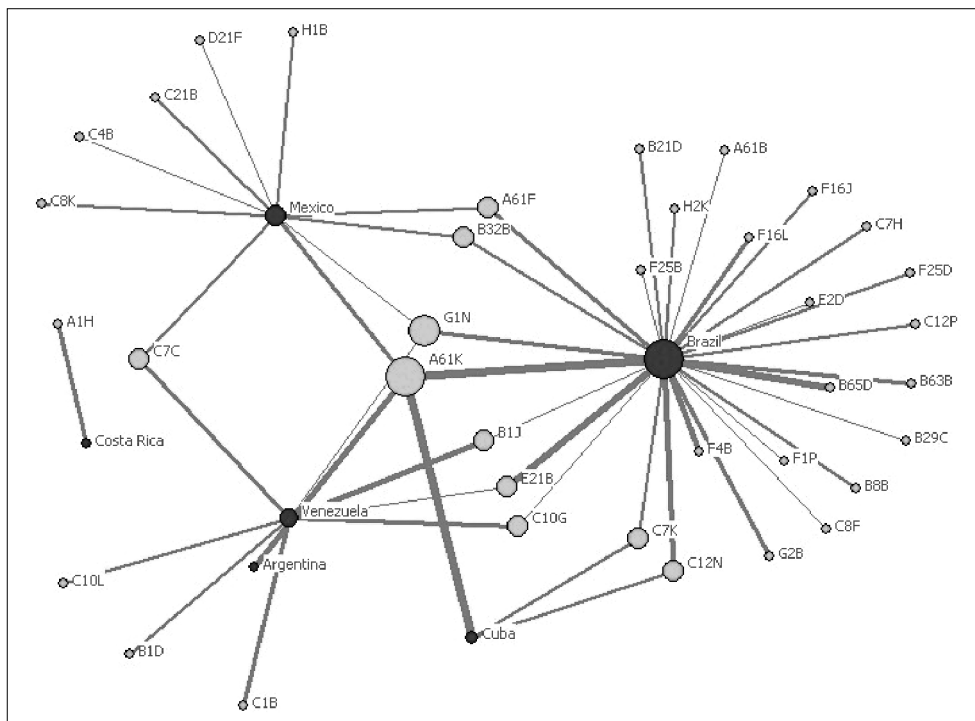 H1B
D21F
C21B
C4B
C8K
Mexico
A61F
B32B
B21D
A61B
F16J
H2K
C7H
F16L
F25B
F25D
E2D
C12P
A1H
G1N
Brazil
C7C
A61K
B65D
B63B
Costa Rica
B1J
F4B
F1P
B29C
E21B
B8B
Venezuela
C10G
C7K
C8F
G2B
C12N
Argentina
C10L
Cuba
B1D
C1B